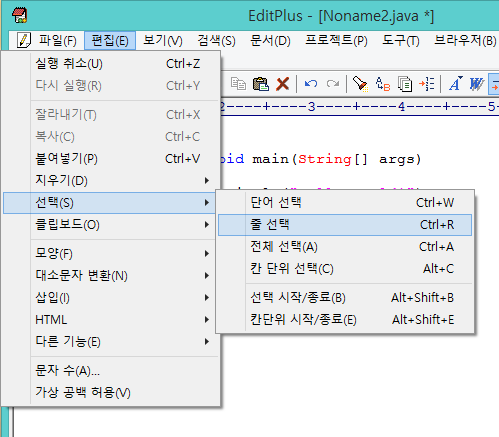 EditPlus - [Noname2.java *]
파일(F) 편집(E) 보기(V) 검색(S) 문서(D) 프로젝트(P) 도구(T) 브라우저(B)
실행 취소(U) Ctrl+Z
다시 실행(R) Ctrl+Y
잘라내기(T) Ctrl+X
복사(C) Ctrl+C
붙여넣기(P) Ctrl+V
지우기(D)
선택(S)
클립보드(O)
모양(F)
대소문자 변환(N)
삽입(I)
HTML
다른 기능(E)
문자 수(A)...
가상 공백 허용(V)
2----+----3----+----4----+----5-
oid main(String[] args)
단어 선택 Ctrl+W
줄 선택 Ctrl+R
전체 선택(A) Ctrl+A
칸 단위 선택(C) Alt+C
선택 시작/종료(B) Alt+Shift+B
칸단위 시작/종료(E) Alt+Shift+E